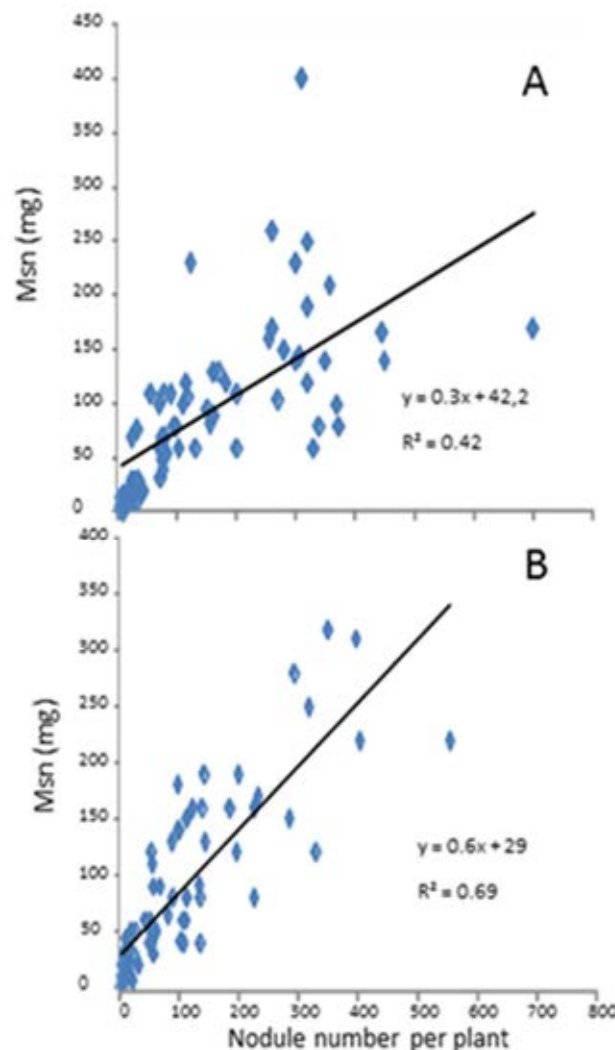 450
A
400
350
300
250
200
150
100
50
0
Msn (mg)
y = 0.3x + 42,2
R² = 0.42
400
B
350
300
250
200
150
100
50
0
Msn (mg)
y = 0.6x + 29
R² = 0.69
0 100 200 300 400 500 600 700 800
Nodule number per plant